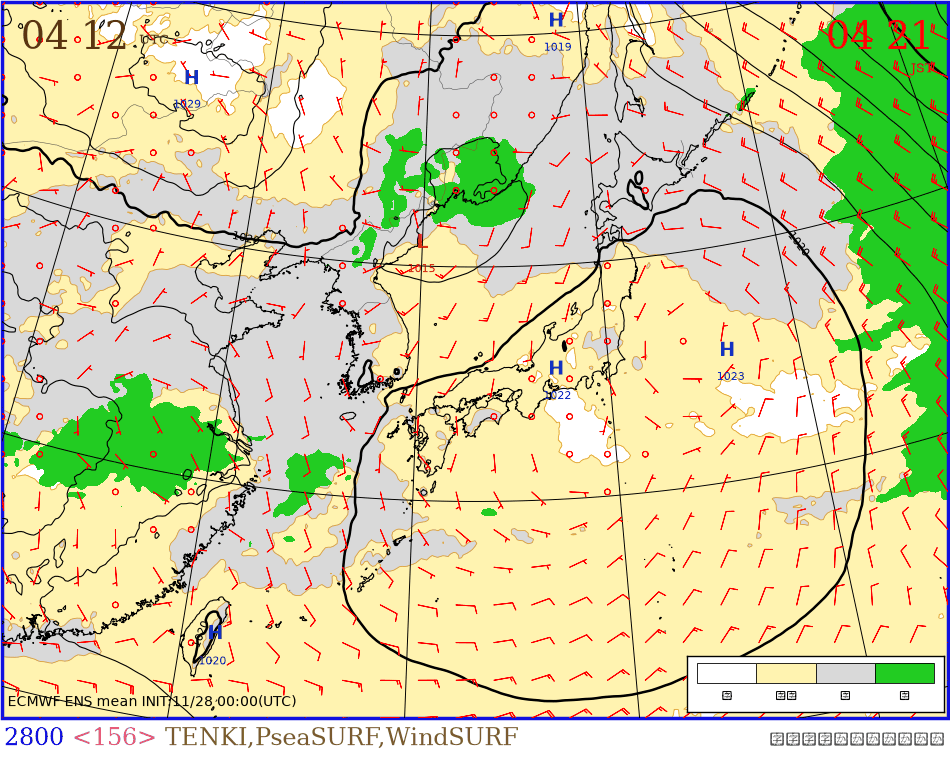 04 12 UTC
04 21
JST
H
1019
H
1029
1020
1020
1015
H
1023
H
1022
H
1020
ECMWF ENS mean INIT:11/28 00:00(UTC)
2800 <156> TENKI,PseaSURF,WindSURF